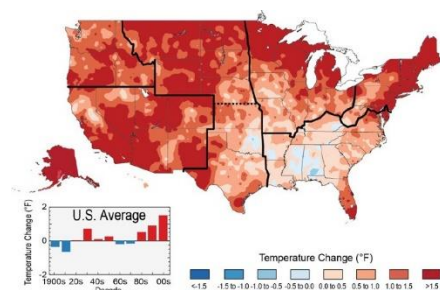 Temperature Change (°F)
2
0
-2
U.S. Average
1900s 20s 40s 60s 80s 00s
Decade
Temperature Change (°F)
<-1.5 -1.5 to -1.0 -1.0 to -0.5 -0.5 to 0.0 0.0 to 0.5 0.5 to 1.0 1.0 to 1.5 >1.5